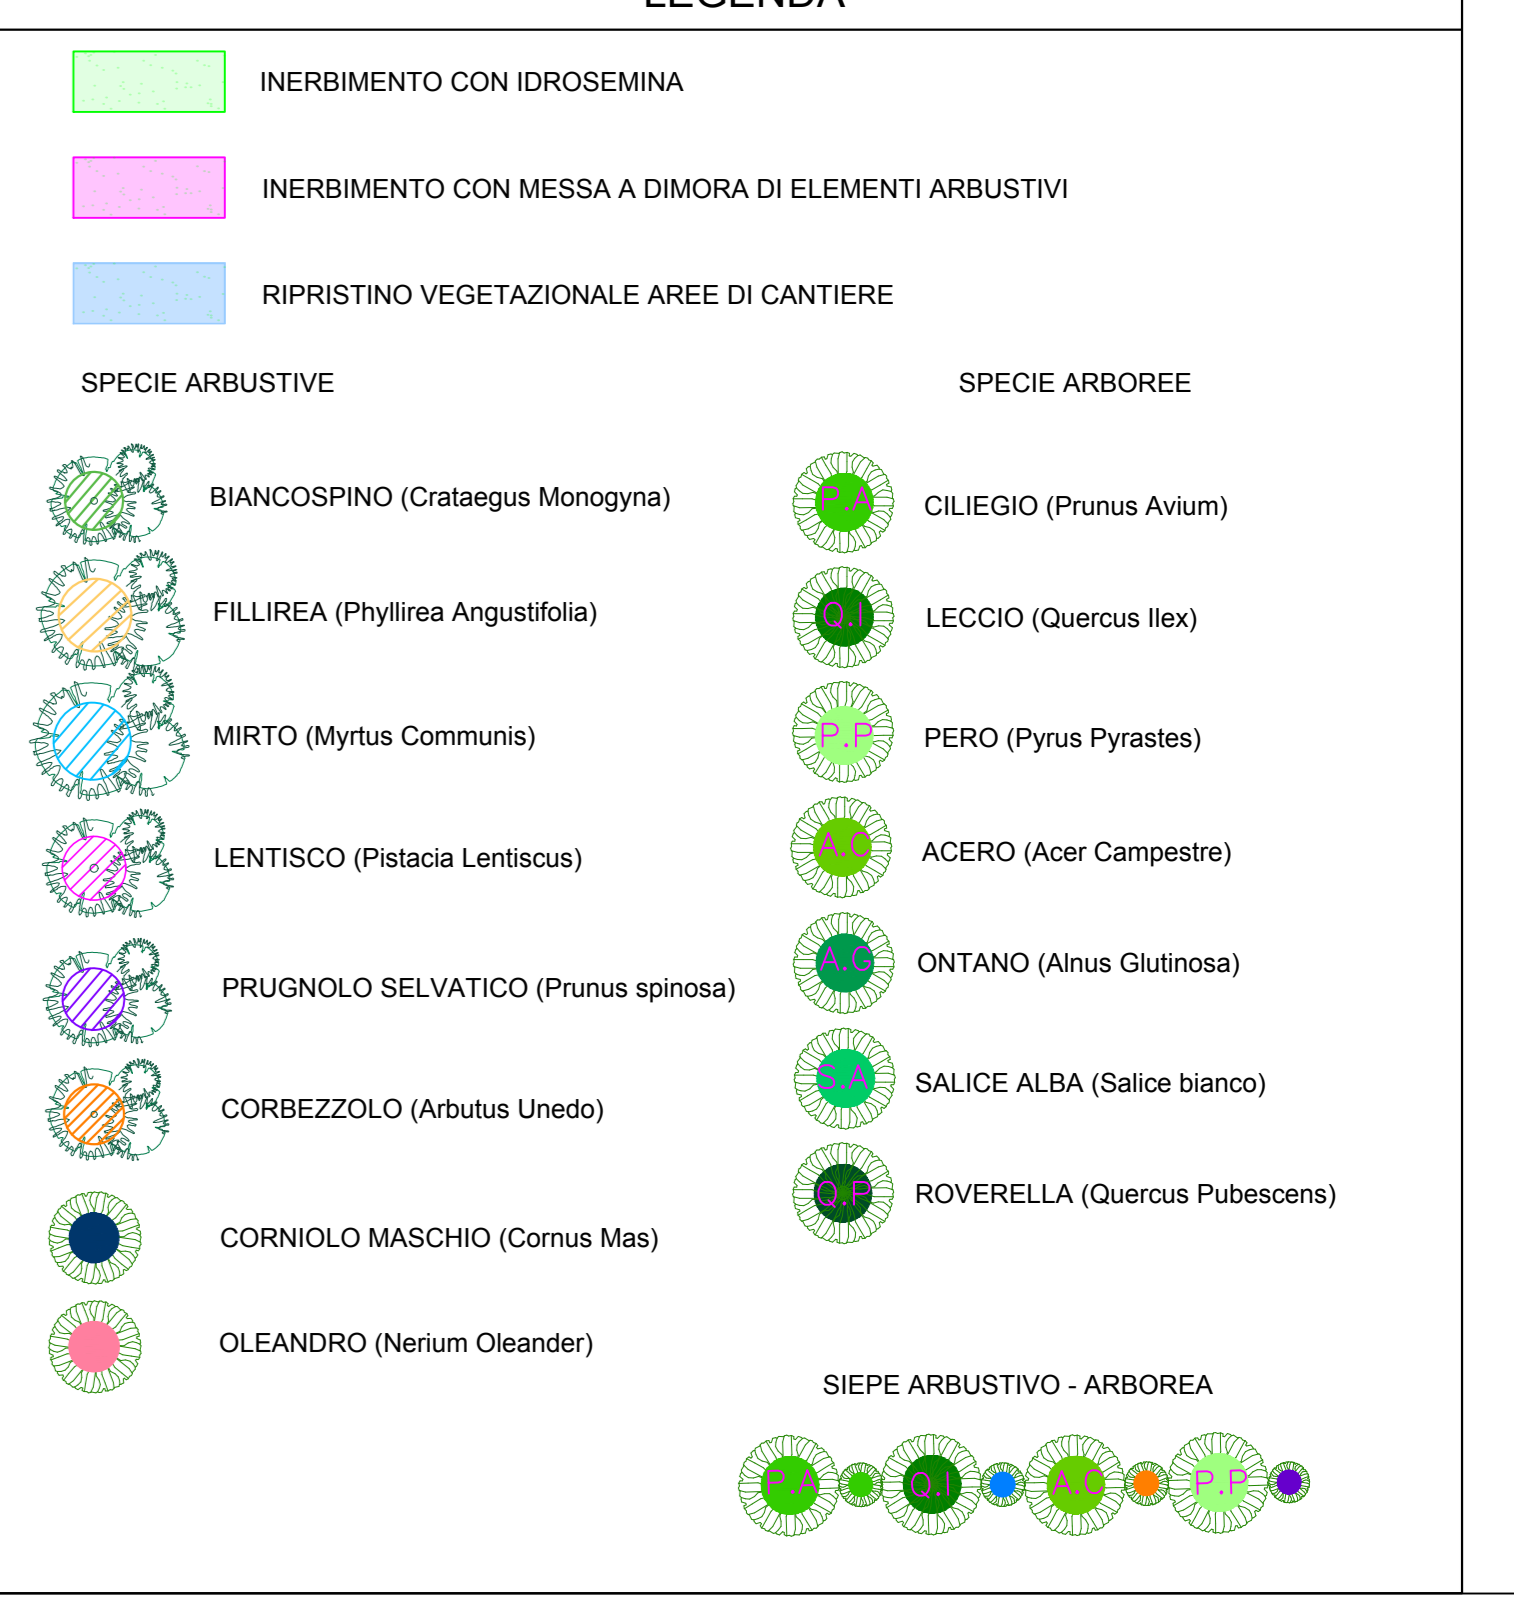 LEGENDA
INERBIMENTO CON IDROSEMINA
INERBIMENTO CON MESSA A DIMORA DI ELEMENTI ARBUSTIVI
RIPRISTINO VEGETAZIONALE AREE DI CANTIERE
SPECIE ARBUSTIVE
BIANCOSPINO (Crataegus Monogyna)
FILLIREA (Phyllirea Angustifolia)
MIRTO (Myrtus Communis)
LENTISCO (Pistacia Lentiscus)
PRUGNOLO SELVATICO (Prunus spinosa)
CORBEZZOLO (Arbutus Unedo)
CORNIOLO MASCHIO (Cornus Mas)
OLEANDRO (Nerium Oleander)
SPECIE ARBOREE
P.A CILIEGIO (Prunus Avium)
Q.I LECCIO (Quercus Ilex)
P.P PERO (Pyrus Pyrastes)
A.C ACERO (Acer Campestre)
A.G ONTANO (Alnus Glutinosa)
S.A SALICE ALBA (Salice bianco)
Q.P ROVERELLA (Quercus Pubescens)
SIEPE ARBUSTIVO - ARBOREA
P.A Q.I A.C P.P